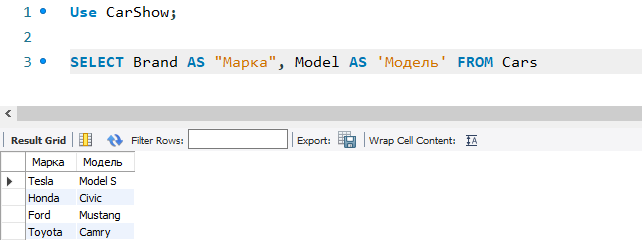 1 Use CarShow;
2
3 SELECT Brand AS "Марка", Model AS 'Модель' FROM Cars
Result Grid Filter Rows: Export: Wrap Cell Content:
Марка Модель
Tesla Model S
Honda Civic
Ford Mustang
Toyota Camry